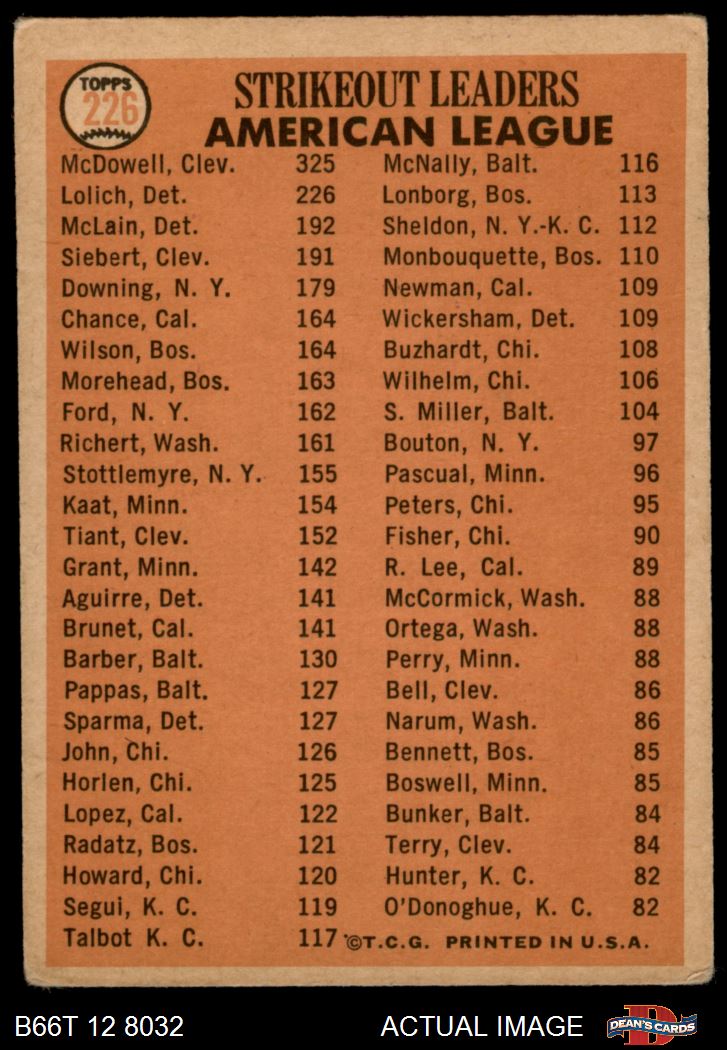 TOPPS
226
STRIKEOUT LEADERS
AMERICAN LEAGUE
McDowell, Clev. 325
Lolich, Det. 226
McLain, Det. 192
Siebert, Clev. 191
Downing, N. Y. 179
Chance, Cal. 164
Wilson, Bos. 164
Morehead, Bos. 163
Ford, N. Y. 162
Richert, Wash. 161
Stottlemyre, N. Y. 155
Kaat, Minn. 154
Tiant, Clev. 152
Grant, Minn. 142
Aguirre, Det. 141
Brunet, Cal. 141
Barber, Balt. 130
Pappas, Balt. 127
Sparma, Det. 127
John, Chi. 126
Horlen, Chi. 125
Lopez, Cal. 122
Radatz, Bos. 121
Howard, Chi. 120
Segui, K. C. 119
Talbot K. C. 117
McNally, Balt. 116
Lonborg, Bos. 113
Sheldon, N. Y.-K. C. 112
Monbouquette, Bos. 110
Newman, Cal. 109
Wickersham, Det. 109
Buzhardt, Chi. 108
Wilhelm, Chi. 106
S. Miller, Balt. 104
Bouton, N. Y. 97
Pascual, Minn. 96
Peters, Chi. 95
Fisher, Chi. 90
R. Lee, Cal. 89
McCormick, Wash. 88
Ortega, Wash. 88
Perry, Minn. 88
Bell, Clev. 86
Narum, Wash. 86
Bennett, Bos. 85
Boswell, Minn. 85
Bunker, Balt. 84
Terry, Clev. 84
Hunter, K. C. 82
O'Donoghue, K. C. 82
©T.C.G. PRINTED IN U.S.A.
B66T 12 8032 ACTUAL IMAGE
D
DEAN'S CARDS